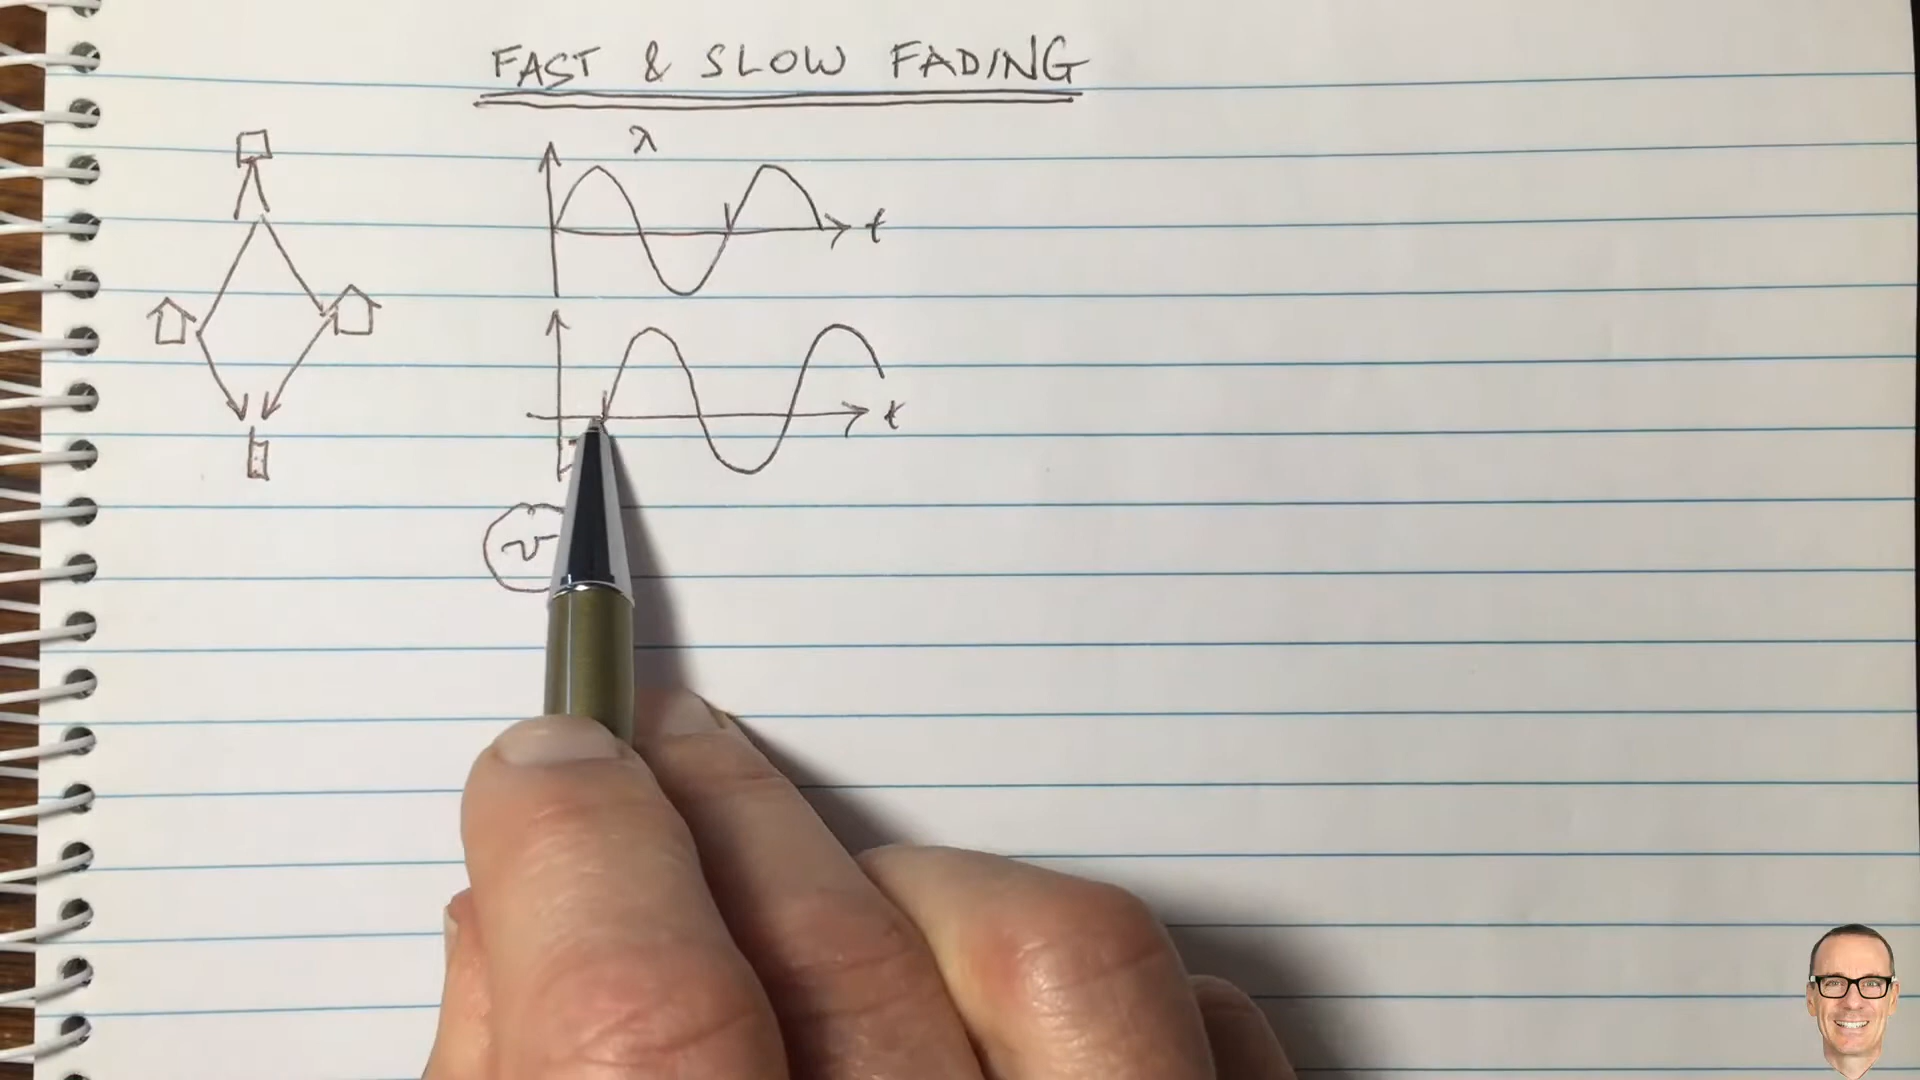 FAST & SLOW FADING
λ
t
t
v